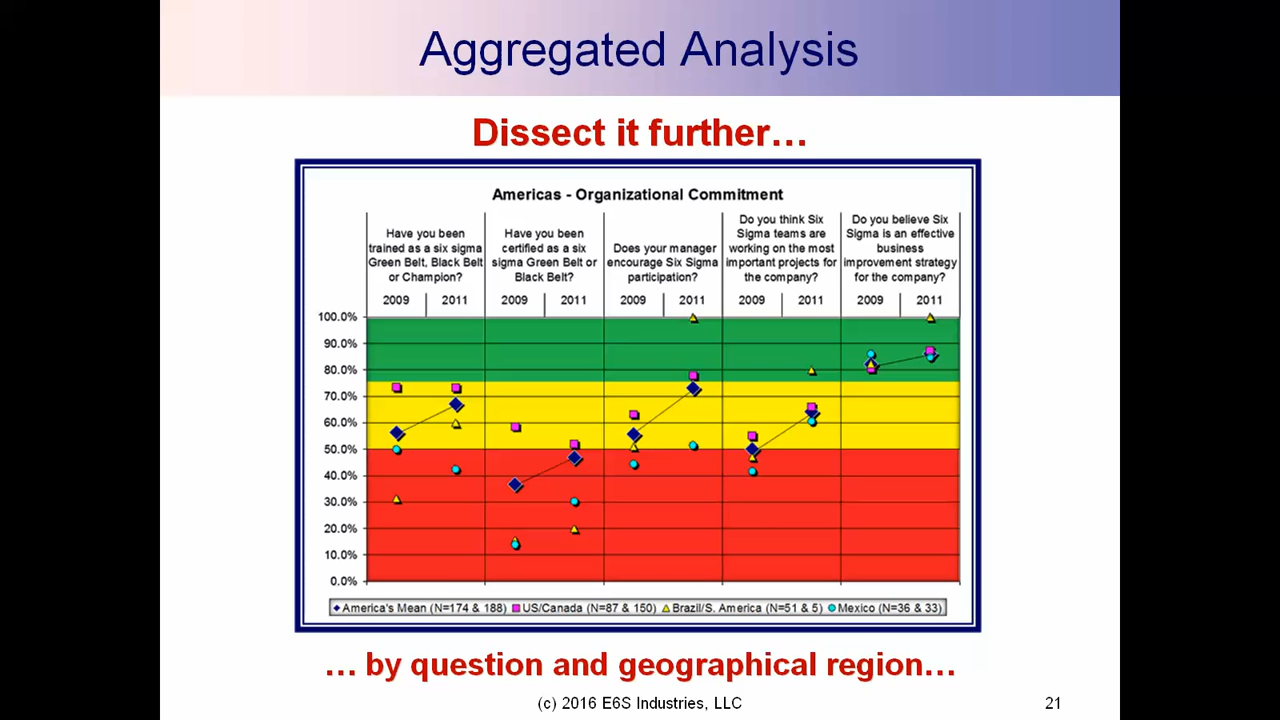 Aggregated Analysis
Dissect it further…
Americas - Organizational Commitment
Have you been
trained as a six sigma
Green Belt, Black Belt
or Champion?
Have you been
certified as a six
sigma Green Belt or
Black Belt?
Does your manager
encourage Six Sigma
participation?
Do you think Six
Sigma teams are
working on the most
important projects for
the company?
Do you believe Six
Sigma is an effective
business
improvement strategy
for the company?
2009 2011 2009 2011 2009 2011 2009 2011 2009 2011
100.0%
90.0%
80.0%
70.0%
60.0%
50.0%
40.0%
30.0%
20.0%
10.0%
0.0%
America's Mean (N=174 & 188) US/Canada (N=87 & 150) Brazil/S. America (N=51 & 5) Mexico (N=36 & 33)
… by question and geographical region…
(c) 2016 E6S Industries, LLC
21